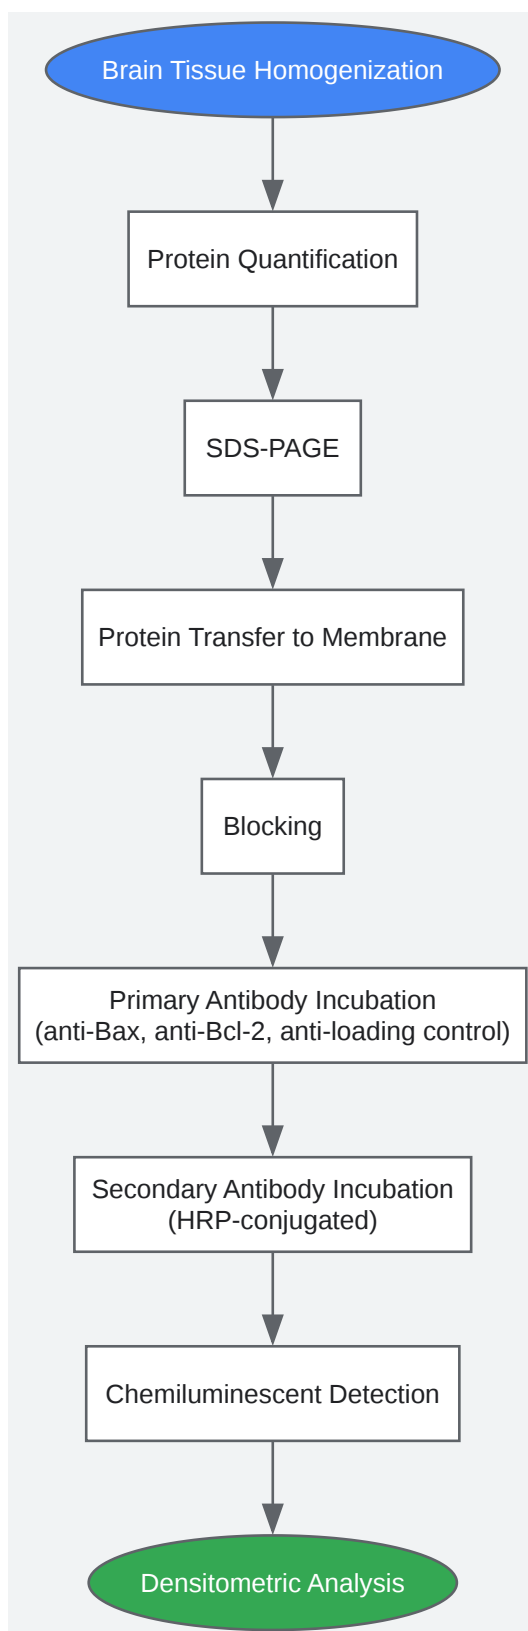 Brain Tissue Homogenization
Protein Quantification
SDS-PAGE
Protein Transfer to Membrane
Blocking
Primary Antibody Incubation
(anti-Bax, anti-Bcl-2, anti-loading control)
Secondary Antibody Incubation
(HRP-conjugated)
Chemiluminescent Detection
Densitometric Analysis